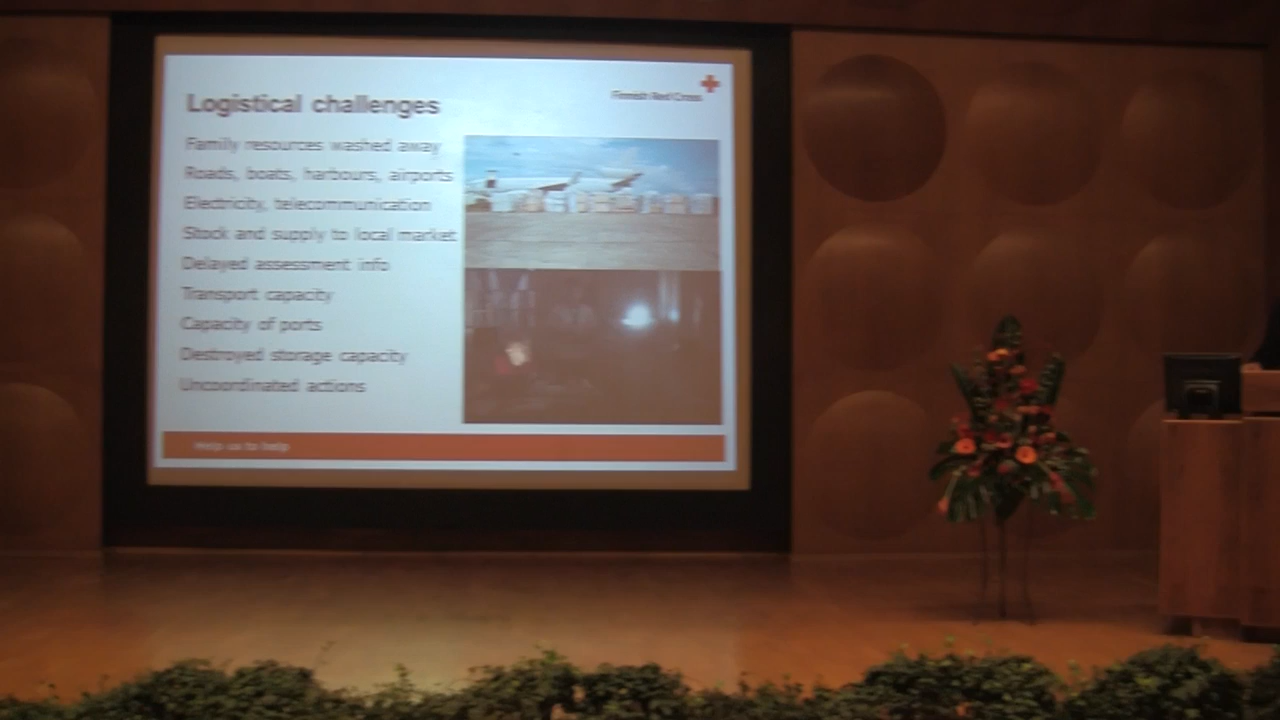 Logistical challenges
Finnish Red Cross
Family resources washed away
Roads, boats, harbours, airports
Electricity, telecommunication
Stock and supply to local market
Delayed assessment info
Transport capacity
Capacity of ports
Destroyed storage capacity
Uncoordinated actions
Help us to help